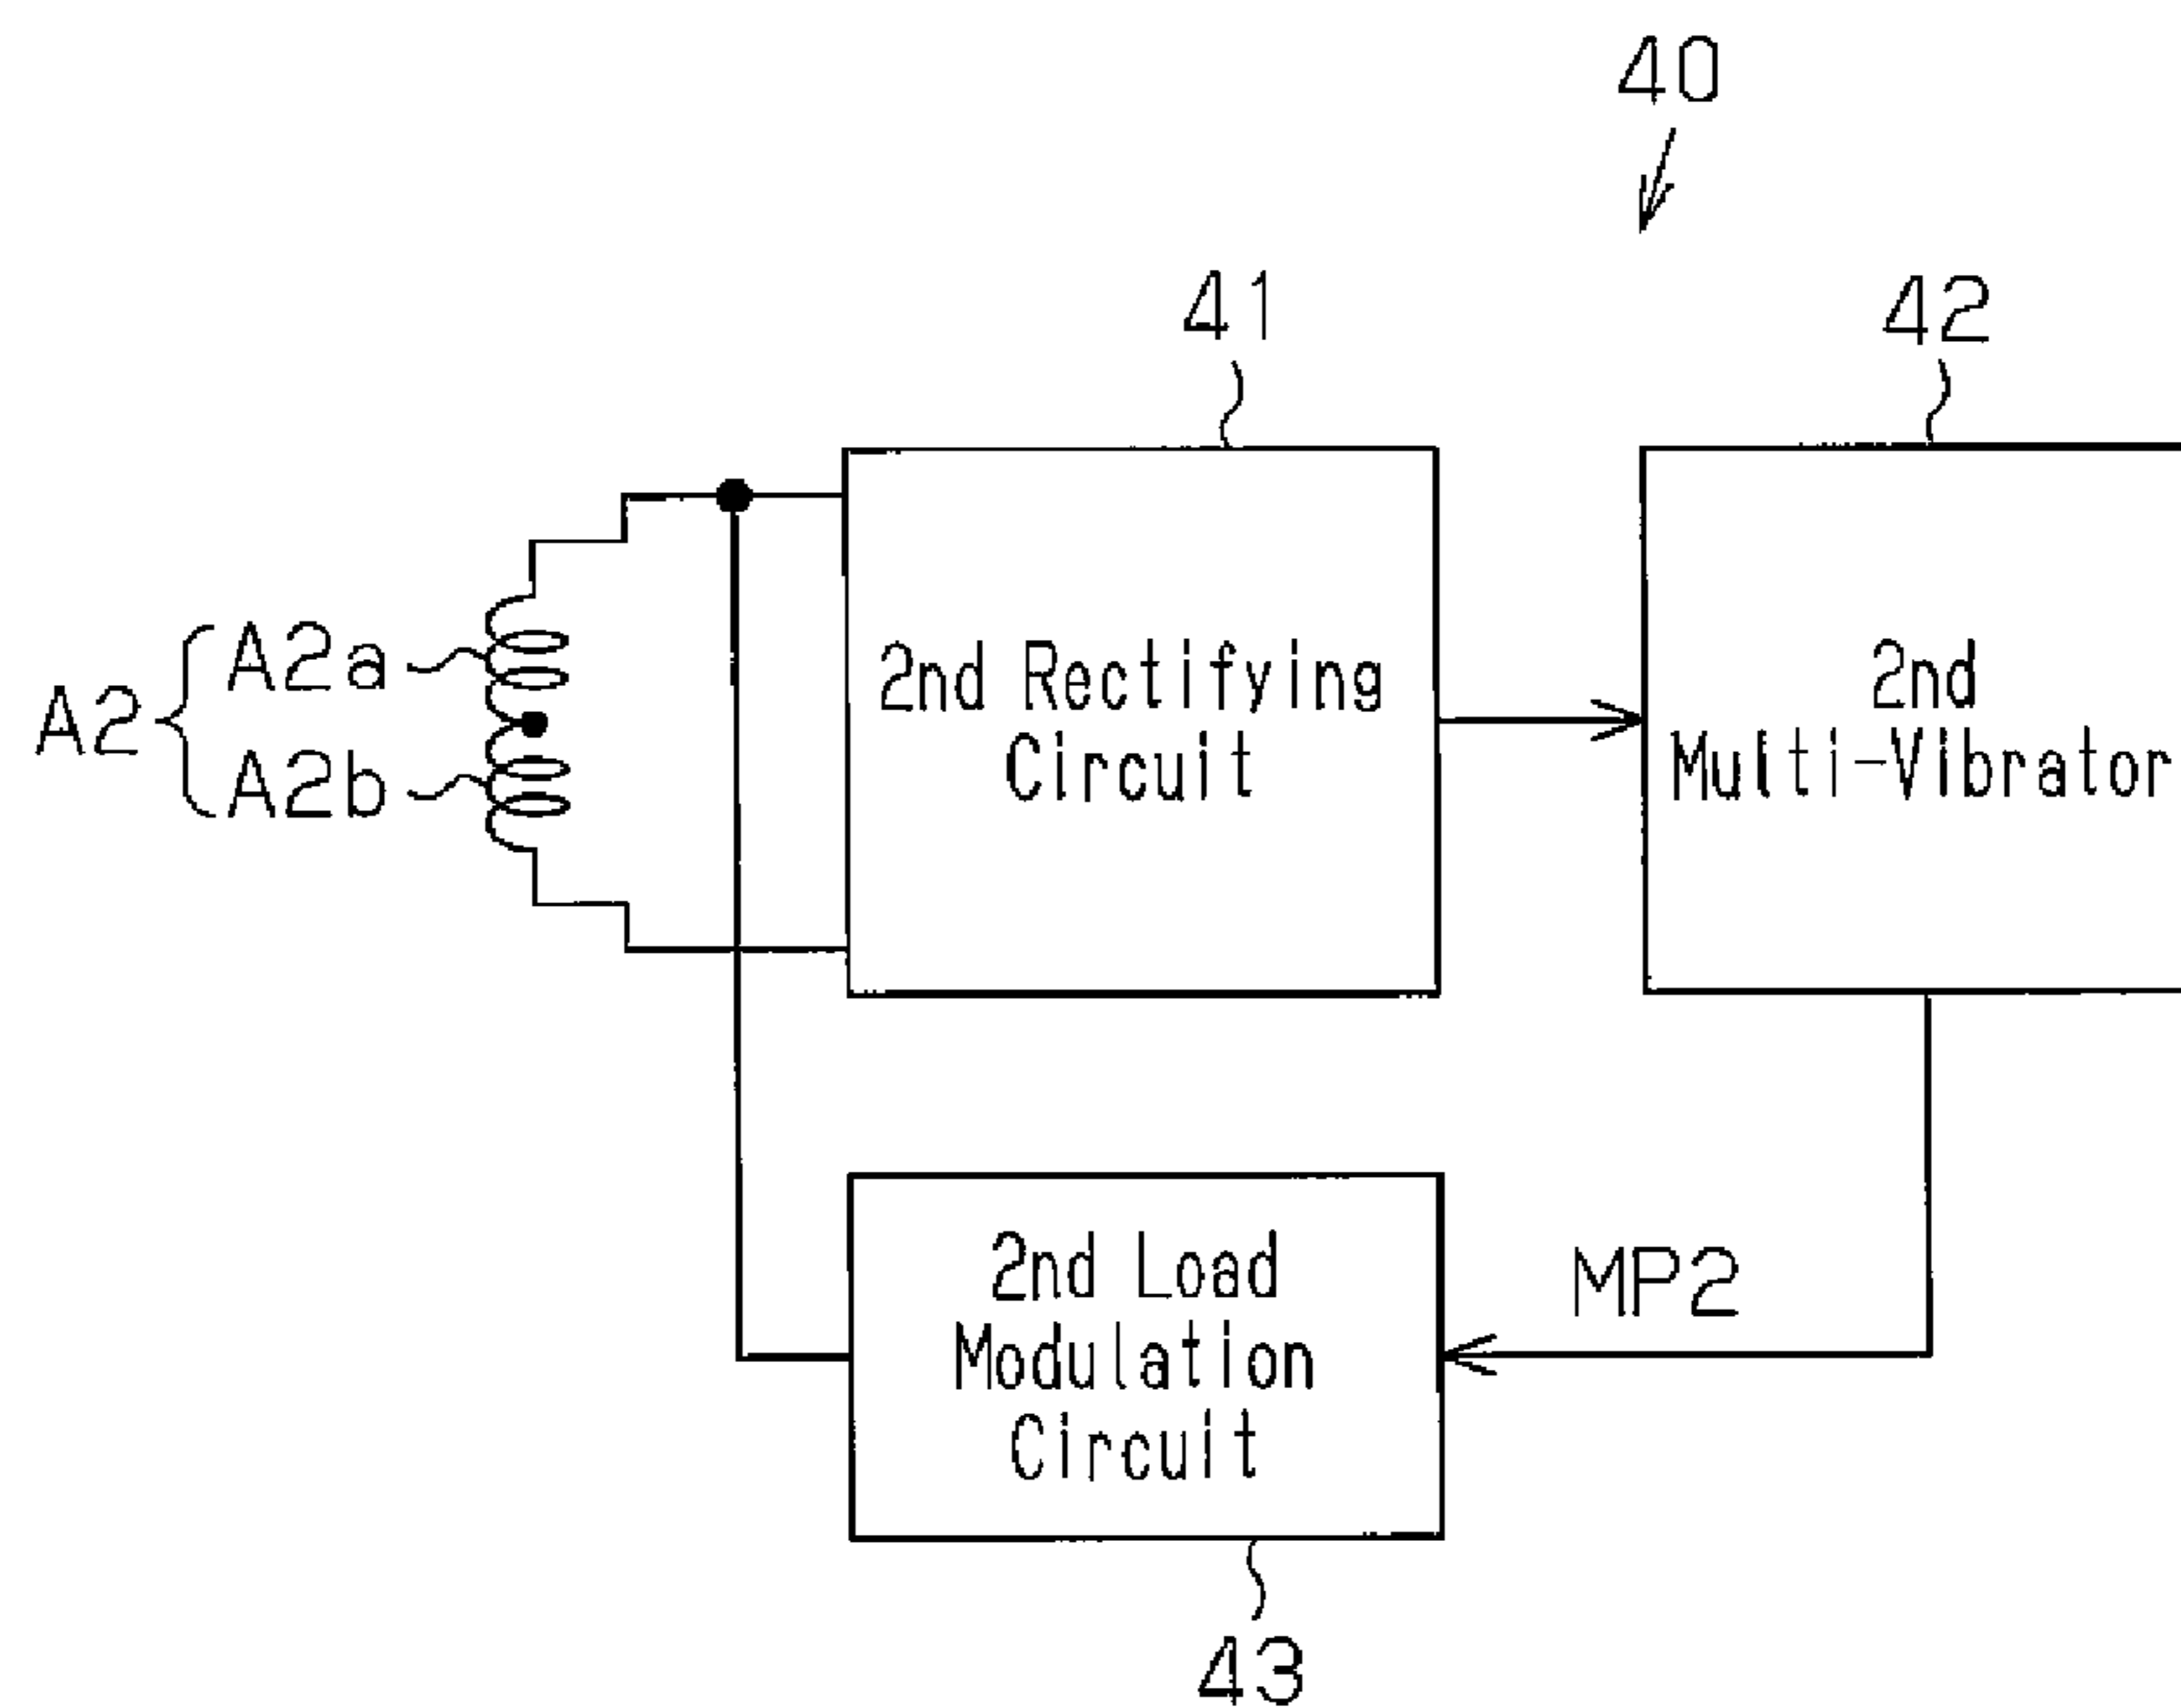 40
41
42
A2
A2a
A2b
2nd Rectifying
Circuit
2nd
Multi-Vibrator
2nd Load
Modulation
Circuit
MP2
43